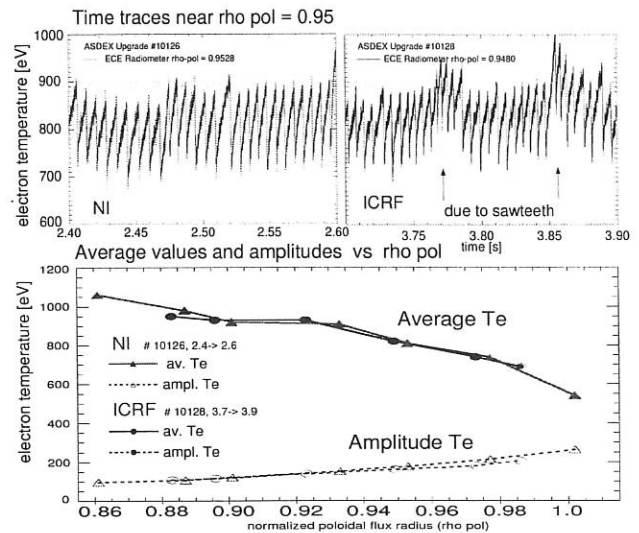 Time traces near rho pol = 0.95
ASDEX Upgrade #10126
ECE Radiometer rho-pol = 0.9528
ASDEX Upgrade #10128
ECE Radiometer rho-pol = 0.9480
electron temperature [eV]
1000
900
800
700
600
NI
ICRF
due to sawteeth
2.40 2.45 2.50 2.55 2.60
3.75 3.80 3.85 3.90
time [s]
Average values and amplitudes vs rho pol
electron temperature [eV]
1200
1000
800
600
400
200
0
Average Te
NI # 10126, 2.4-> 2.6
av. Te
ampl. Te
ICRF # 10128, 3.7-> 3.9
av. Te
ampl. Te
Amplitude Te
0.86 0.88 0.90 0.92 0.94 0.96 0.98 1.0
normalized poloidal flux radius (rho pol)